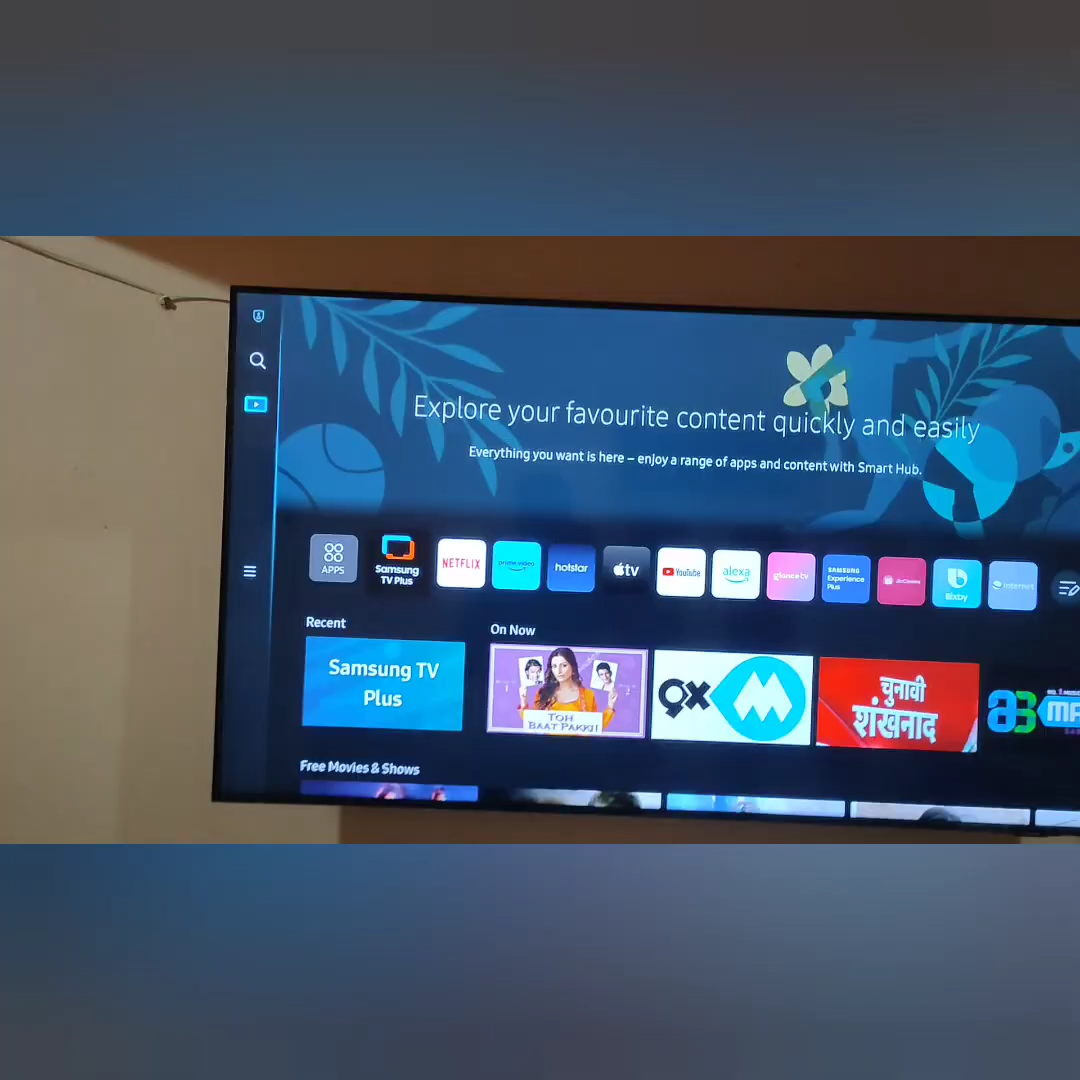 Explore your favourite content quickly and easily
Everything you want is here – enjoy a range of apps and content with Smart Hub.
APPS
Samsung
TV Plus
NETFLIX
prime video
hotstar
tv
YouTube
alexa
glance tv
SAMSUNG
Experience
Plus
JioCinema
Bixby
Internet
Recent
On Now
Samsung TV
Plus
TOH
BAAT PAKKI!
9X
M
चुनावी
शंखनाद
Free Movies & Shows